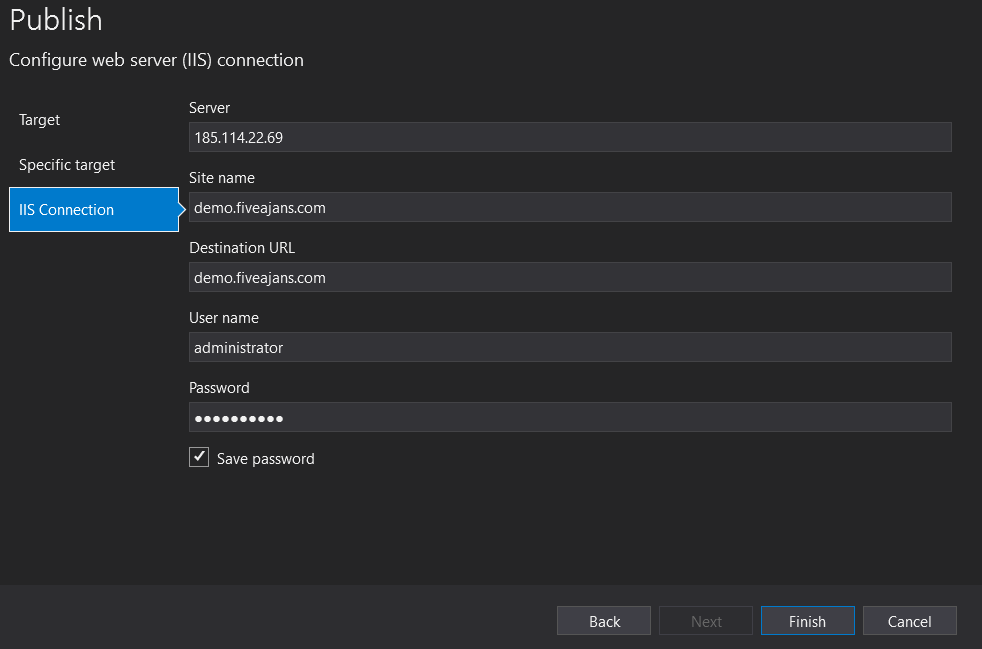 Publish
Configure web server (IIS) connection
Target
Specific target
IIS Connection
Server
185.114.22.69
Site name
demo.fiveajans.com
Destination URL
demo.fiveajans.com
User name
administrator
Password
●●●●●●●●●●
Save password
Back
Next
Finish
Cancel